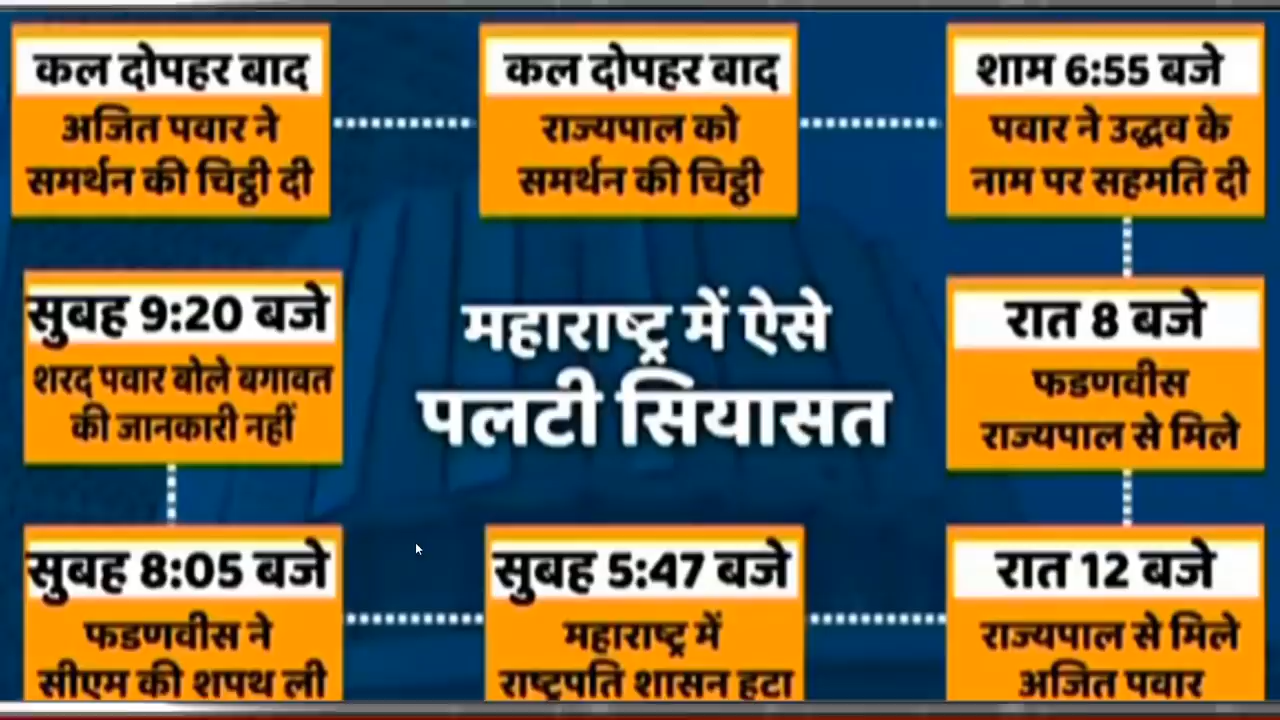 कल दोपहर बाद
अजित पवार ने
समर्थन की चिट्ठी दी
कल दोपहर बाद
राज्यपाल को
समर्थन की चिट्ठी
शाम 6:55 बजे
पवार ने उद्धव के
नाम पर सहमति दी
सुबह 9:20 बजे
शरद पवार बोले बगावत
की जानकारी नहीं
महाराष्ट्र में ऐसे
पलटी सियासत
रात 8 बजे
फडणवीस
राज्यपाल से मिले
सुबह 8:05 बजे
फडणवीस ने
सीएम की शपथ ली
सुबह 5:47 बजे
महाराष्ट्र में
राष्ट्रपति शासन हटा
रात 12 बजे
राज्यपाल से मिले
अजित पवार